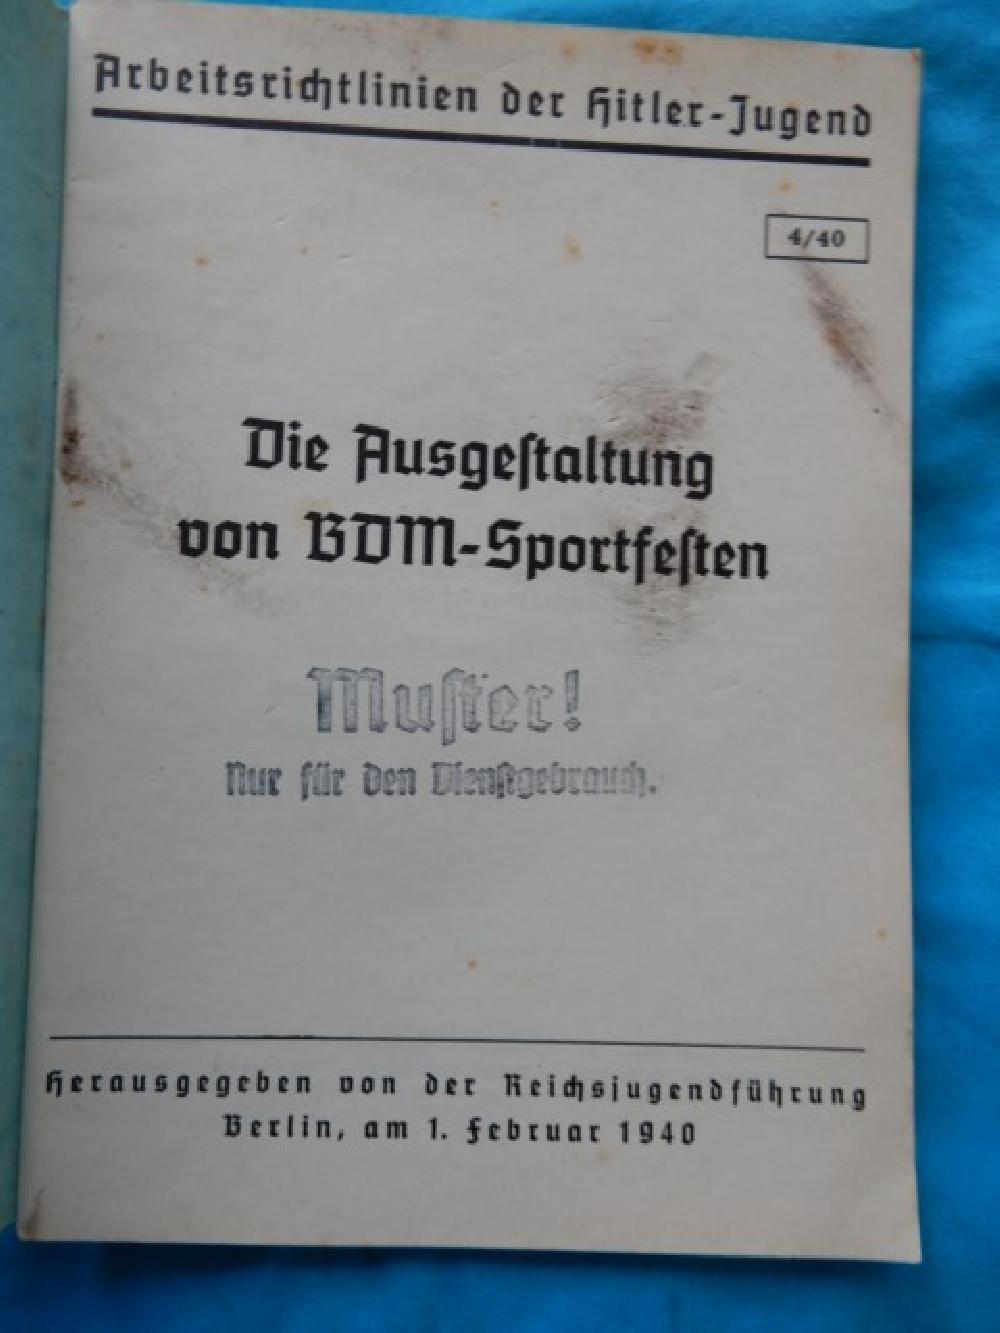 Arbeitsrichtlinien der Hitler-Jugend
4/40
Die Ausgeſtaltung
von BDM-Sportfeſten
Muſter!
Nur für den Dienſtgebrauch.
Herausgegeben von der Reichsjugendführung
Berlin, am 1. Februar 1940